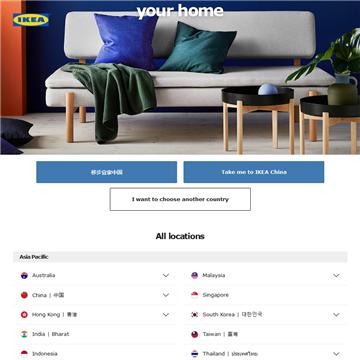 your home
IKEA
移步宜家中国
Take me to IKEA China
I want to choose another country
All locations
Asia Pacific
Australia
Malaysia
China | 中国
Singapore
Hong Kong | 香港
South Korea | 대한민국
India | Bharat
Taiwan | 臺灣
Indonesia
Thailand | ประเทศไทย